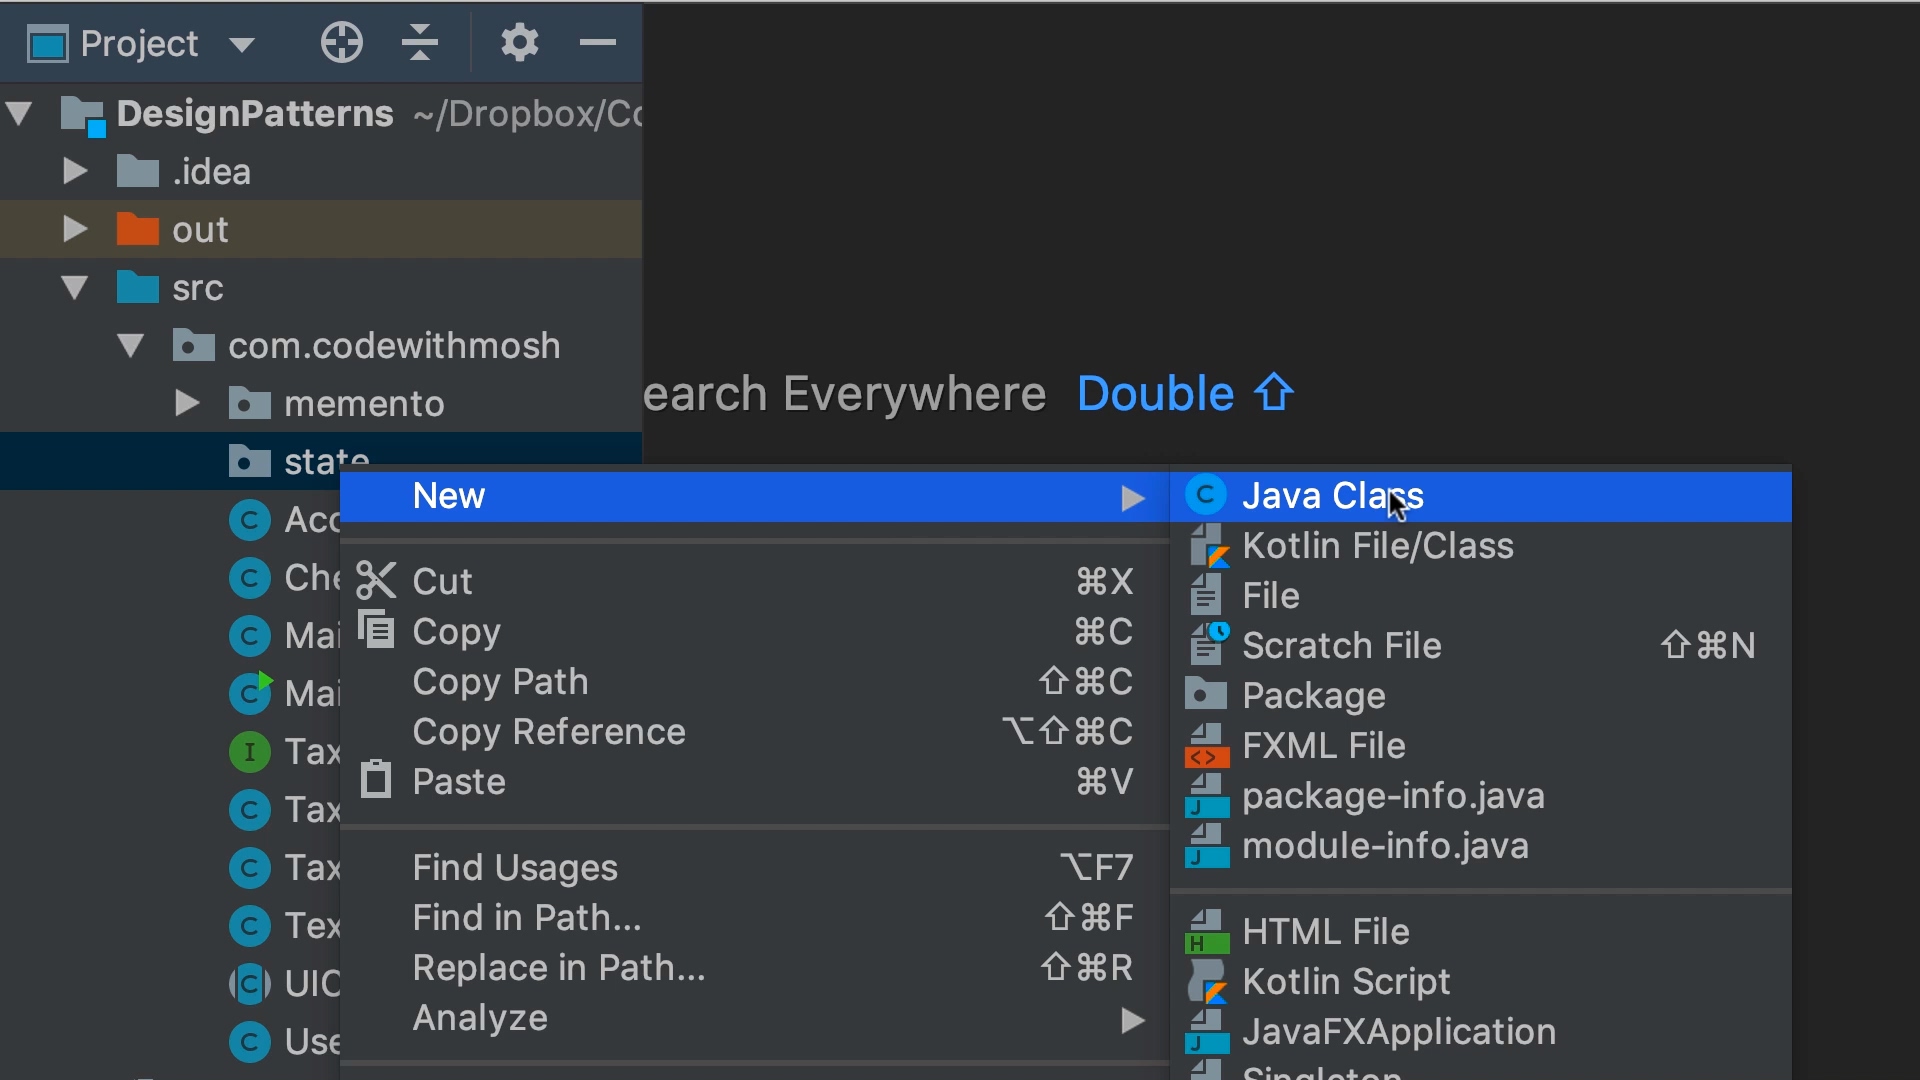 Project
DesignPatterns ~/Dropbox/Co
.idea
out
src
com.codewithmosh
memento
earch Everywhere Double ⇧
state
New
Java Class
Acc
Kotlin File/Class
Che
Cut ⌘X
File
Mai
Copy ⌘C
Scratch File ⇧⌘N
Mai
Copy Path ⇧⌘C
Package
Copy Reference ⌥⇧⌘C
Tax
FXML File
Paste ⌘V
Tax
package-info.java
module-info.java
Tax
Find Usages ⌥F7
Tex
Find in Path... ⇧⌘F
HTML File
Replace in Path... ⇧⌘R
UIC
Kotlin Script
Use
Analyze
JavaFXApplication
Singleton